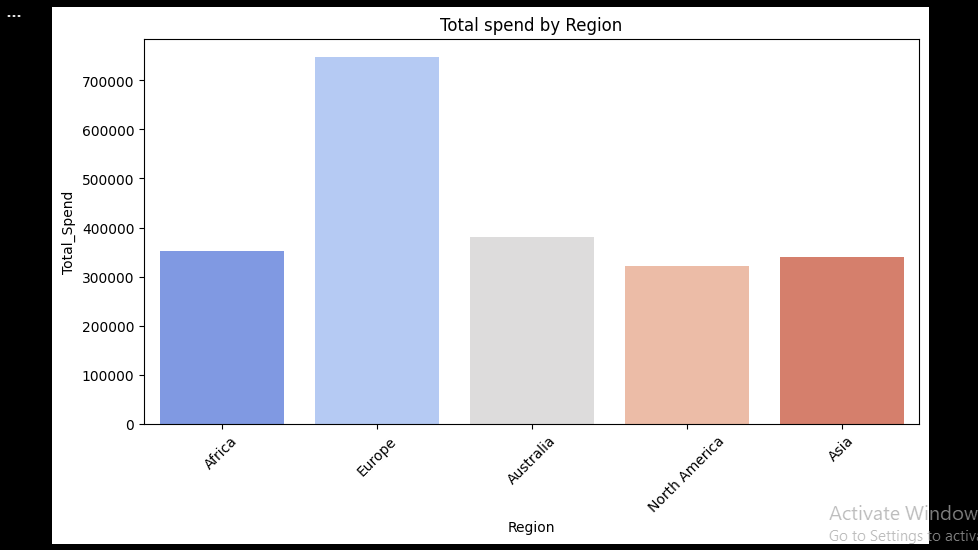 ...
Total spend by Region
Total_Spend
700000
600000
500000
400000
300000
200000
100000
0
Africa
Europe
Australia
North America
Asia
Region
Activate Window
Go to Settings to activ